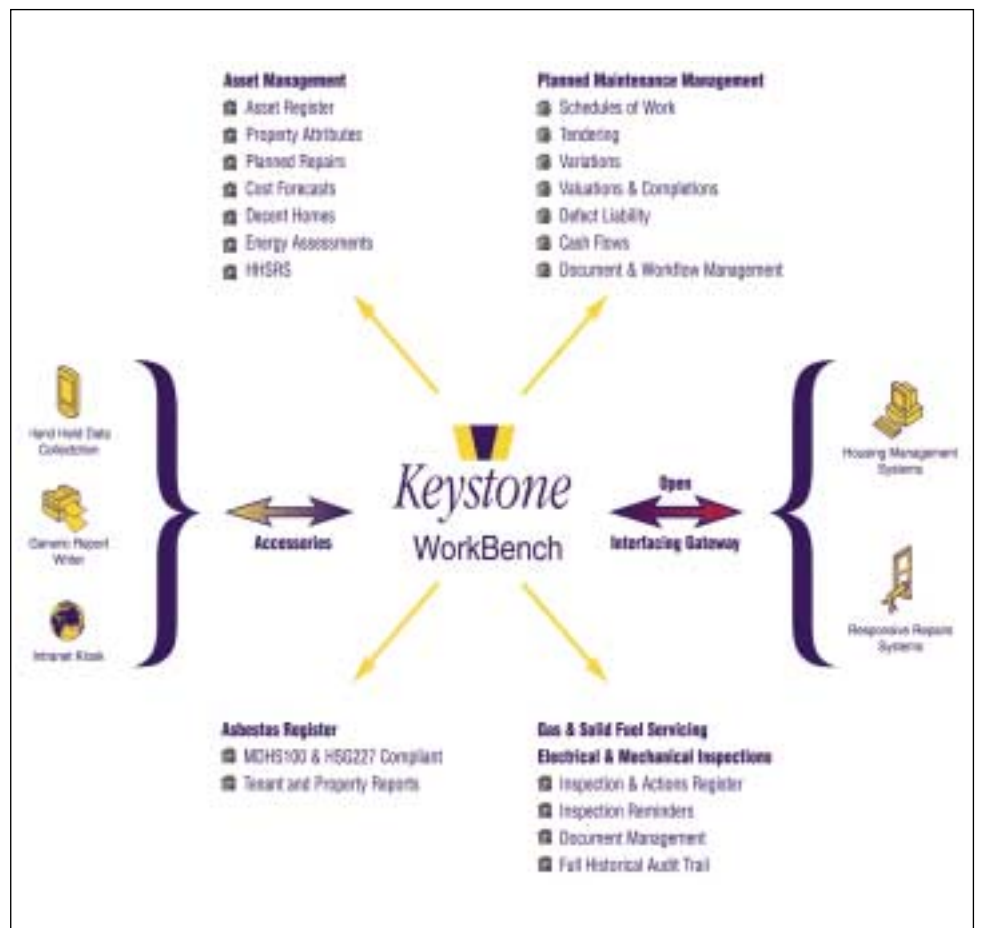 Asset Management
Asset Register
Property Attributes
Planned Repairs
Cost Forecasts
Decent Homes
Energy Assessments
HHSRS
Planned Maintenance Management
Schedules of Work
Tendering
Variations
Valuations & Completions
Defect Liability
Cash Flows
Document & Workflow Management
Hand Held Data
Collectction
Generic Report
Writer
Intranet Kiosk
Accessories
Keystone
WorkBench
Open
Interfacing Gateway
Housing Management
Systems
Responsive Repairs
Systems
Asbestos Register
MDHS100 & HSG227 Compliant
Tenant and Property Reports
Gas & Solid Fuel Servicing
Electrical & Mechanical Inspections
Inspection & Actions Register
Inspection Reminders
Document Management
Full Historical Audit Trail